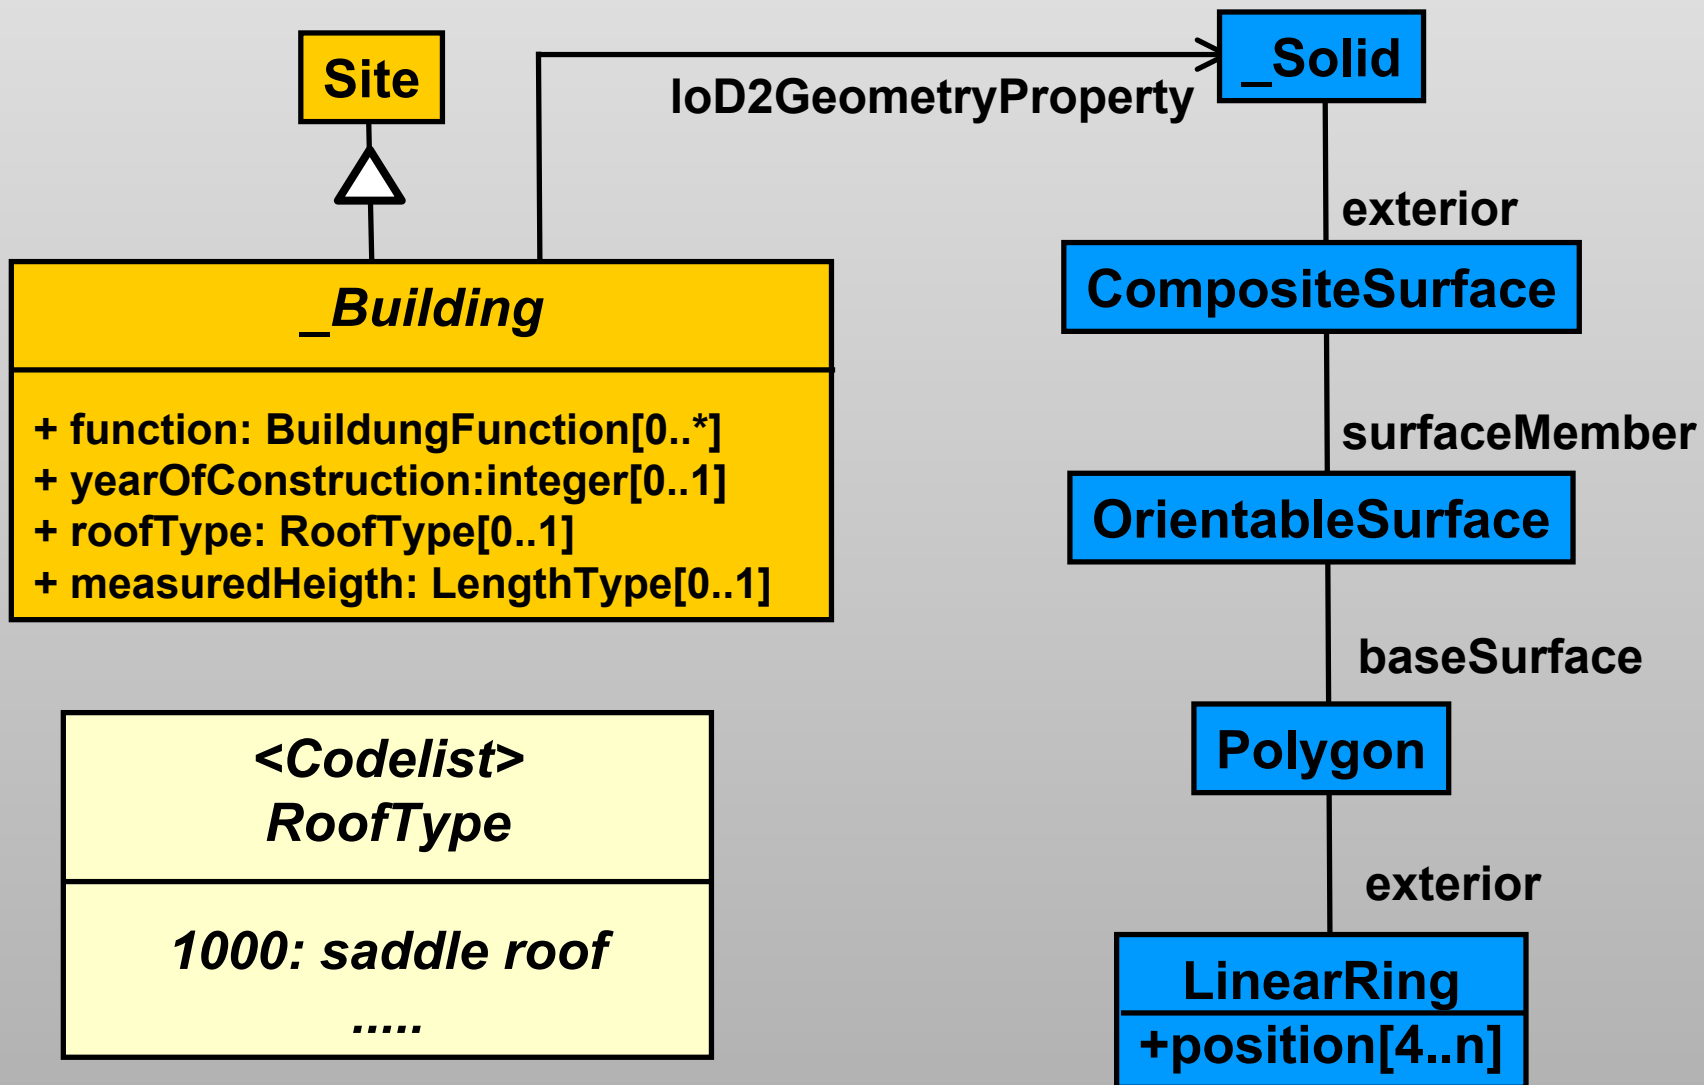 Site
_Solid
loD2GeometryProperty
exterior
_Building
+ function: BuildungFunction[0..*]
+ yearOfConstruction:integer[0..1]
+ roofType: RoofType[0..1]
+ measuredHeigth: LengthType[0..1]
CompositeSurface
surfaceMember
OrientableSurface
baseSurface
Polygon
exterior
LinearRing
+position[4..n]
<Codelist>
RoofType
1000: saddle roof
.....